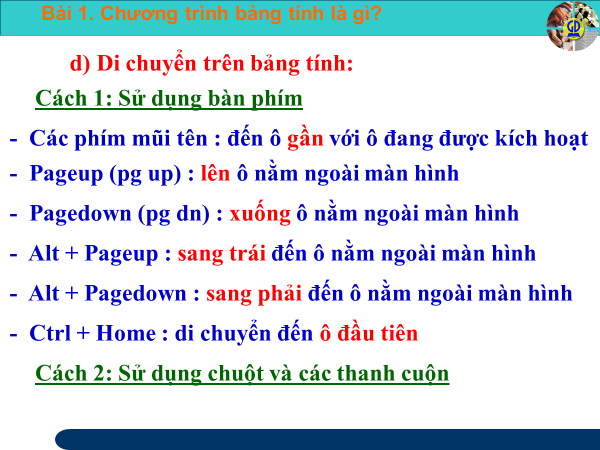 Bài 1. Chương trình bảng tính là gì?
d) Di chuyển trên bảng tính:
Cách 1: Sử dụng bàn phím
- Các phím mũi tên : đến ô gần với ô đang được kích hoạt
- Pageup (pg up) : lên ô nằm ngoài màn hình
- Pagedown (pg dn) : xuống ô nằm ngoài màn hình
- Alt + Pageup : sang trái đến ô nằm ngoài màn hình
- Alt + Pagedown : sang phải đến ô nằm ngoài màn hình
- Ctrl + Home : di chuyển đến ô đầu tiên
Cách 2: Sử dụng chuột và các thanh cuộn